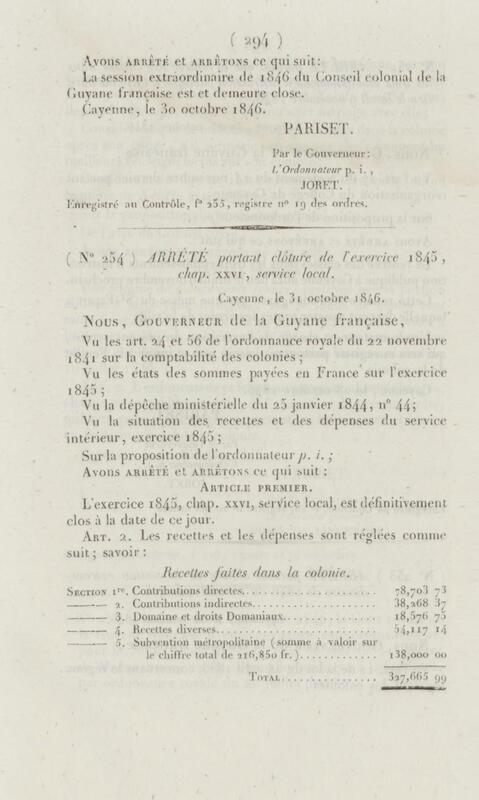 ( 294 )
Avons ARRÊTÉ et ARRÊTONS ce qui suit:
La session extraordinaire de 1846 du Conseil colonial de la
Guyane française est et demeure close.
Cayenne, le 30 octobre 1846.
PARISET.
Par le Gouverneur:
L'Ordonnateur p. i. ,
JORET.
Enregistré au Contrôle, f° 255, registre n° 19 des ordres.
( N° 254 ) ARRÊTÉ portant clôture de l'exercice 1845,
chap. XXVI, service local.
Cayenne, le 31 octobre 1846.
NOUS, GOUVERNEUR de la Guyane française,
Vu les art. 24 et 56 de l'ordonnance royale du 22 novembre
1841 sur la comptabilité des colonies;
Vu les états des sommes payées en France sur l'exercice
1845;
Vu la dépêche ministérielle du 25 janvier 1844, n° 44;
Vu la situation des recettes et des dépenses du service
intérieur, exercice 1845;
Sur la proposition de l'ordonnateur p. i. ;
AVONS ARRÊTÉ et ARRÊTONS ce qui suit :
ARTICLE PREMIER.
L'exercice 1845, chap. XXVI, service local, est définitivement
clos à la date de ce jour.
ART. 2. Les recettes et les dépenses sont réglées comme
suit; savoir :
Recettes faites dans la colonie.
SECTION 1re. Contributions directes........................ 78,703 73
——— 2. Contributions indirectes..................... 38,268 37
——— 3. Domaine et droits Domaniaux............... 18,576 75
——— 4. Recettes diverses........................... 54,117 14
——— 5. Subvention métropolitaine (somme à valoir sur
le chiffre total de 216,850 fr.)............. 138,000 00
TOTAL................ 327,665 99